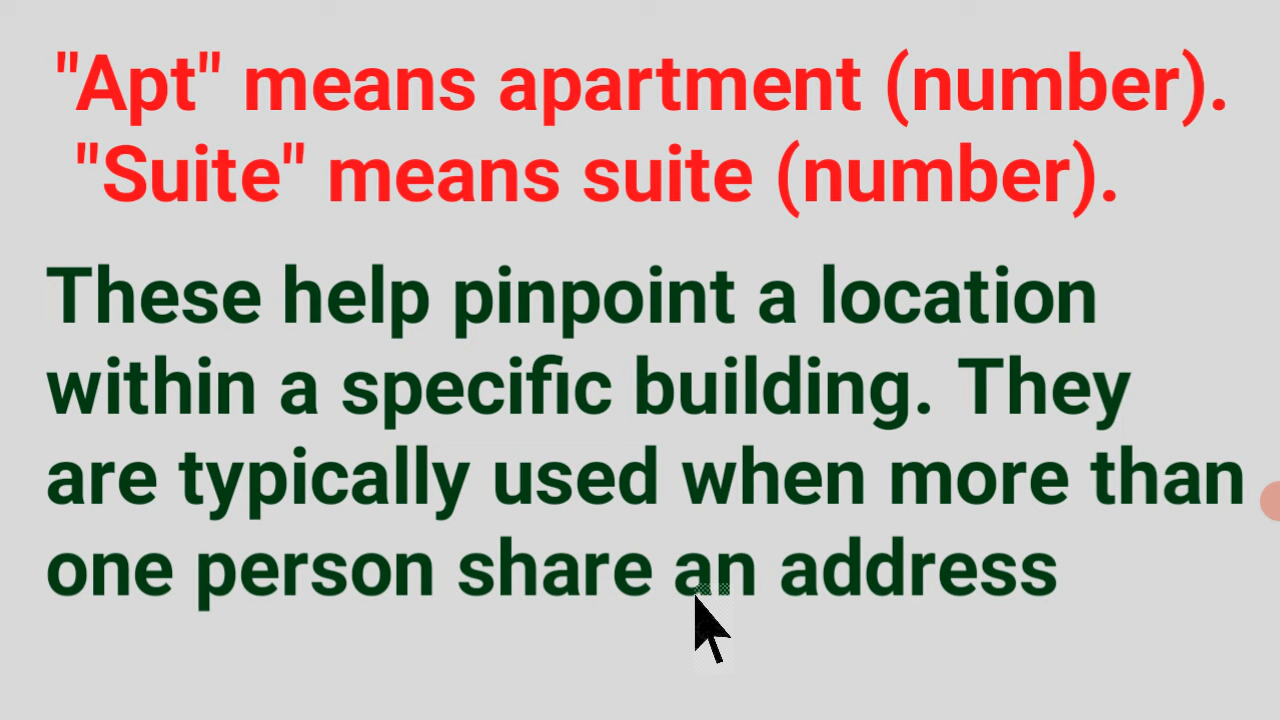 "Apt" means apartment (number).
"Suite" means suite (number).
These help pinpoint a location
within a specific building. They
are typically used when more than
one person share an address